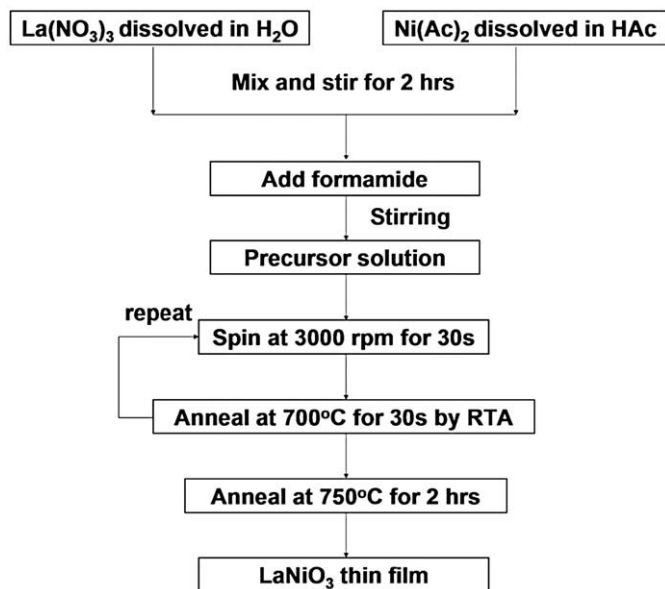 La(NO₃)₃ dissolved in H₂O
Ni(Ac)₂ dissolved in HAc
Mix and stir for 2 hrs
Add formamide
Stirring
Precursor solution
repeat
Spin at 3000 rpm for 30s
Anneal at 700°C for 30s by RTA
Anneal at 750°C for 2 hrs
LaNiO₃ thin film